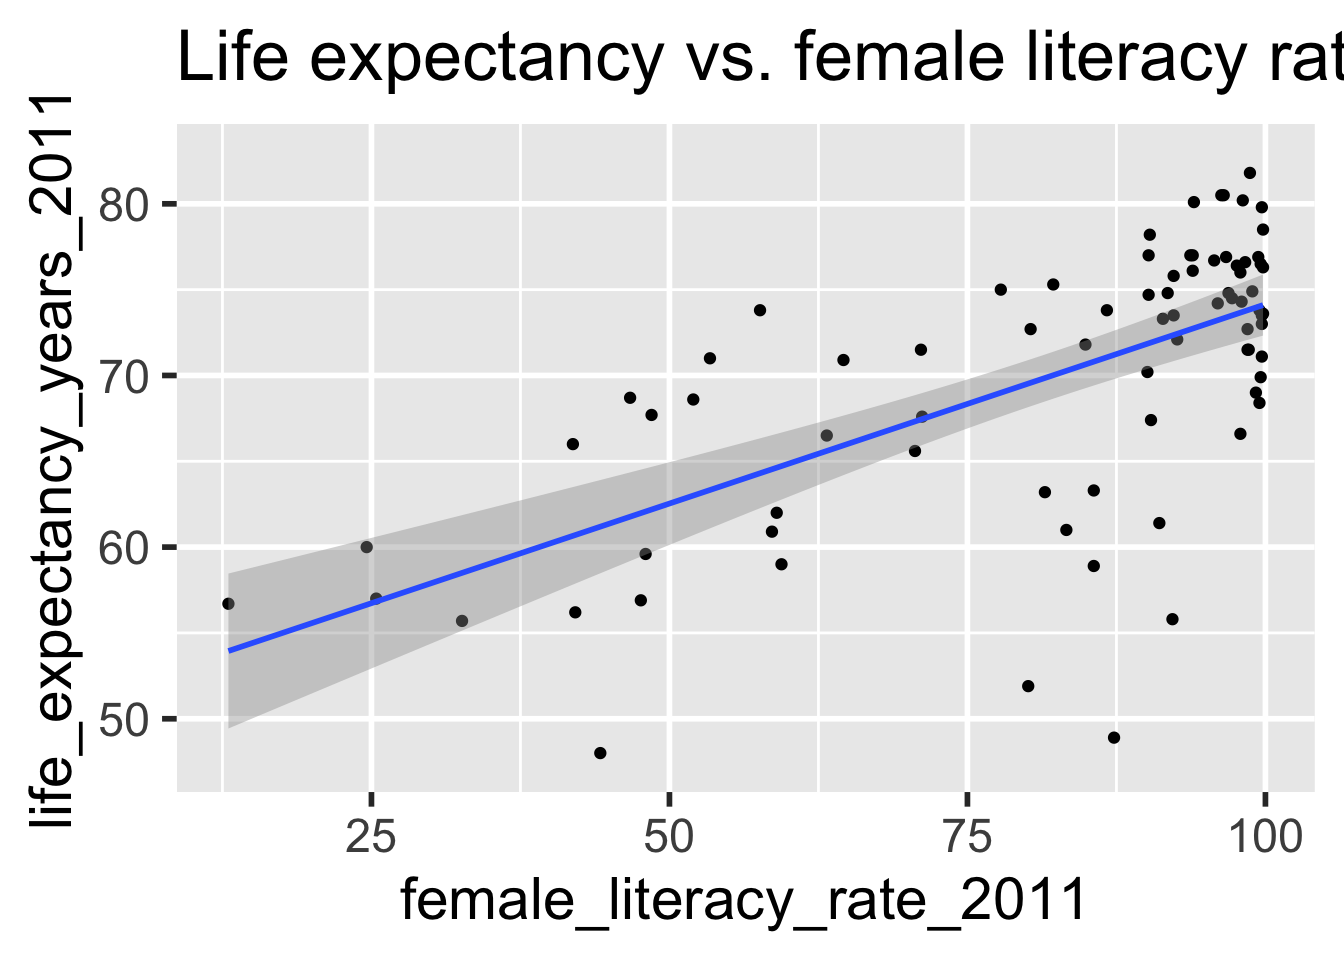 Life expectancy vs. female literacy rat
life_expectancy_years_2011
80
70
60
50
25 50 75 100
female_literacy_rate_2011